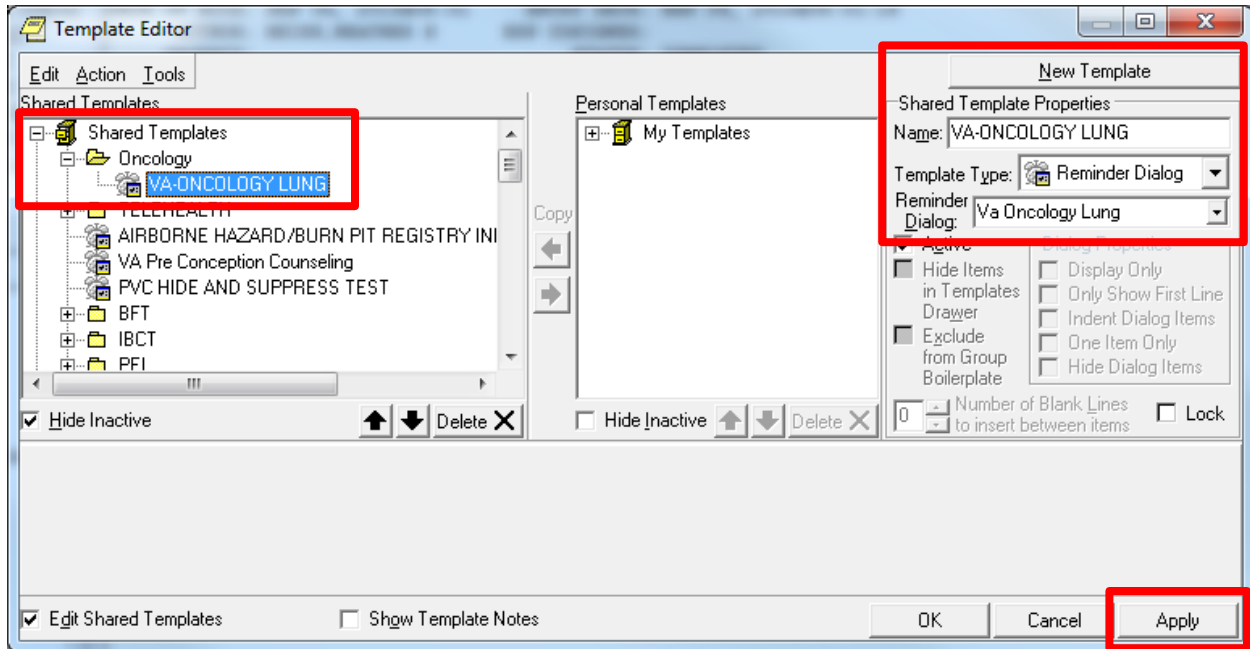 Template Editor
Edit Action Tools
New Template
Shared Templates
Shared Templates
Oncology
VA-ONCOLOGY LUNG
TELEHEALTH
AIRBORNE HAZARD/BURN PIT REGISTRY INI
VA Pre Conception Counseling
PVC HIDE AND SUPPRESS TEST
BFT
IBCT
PFI
Hide Inactive
Delete
Copy
Personal Templates
My Templates
Hide Inactive
Delete
Shared Template Properties
Name: VA-ONCOLOGY LUNG
Template Type: Reminder Dialog
Reminder
Dialog: Va Oncology Lung
Active
Hide Items
in Templates
Drawer
Exclude
from Group
Boilerplate
Dialog Properties
Display Only
Only Show First Line
Indent Dialog Items
One Item Only
Hide Dialog Items
0 Number of Blank Lines
to insert between items
Lock
Edit Shared Templates
Show Template Notes
OK
Cancel
Apply